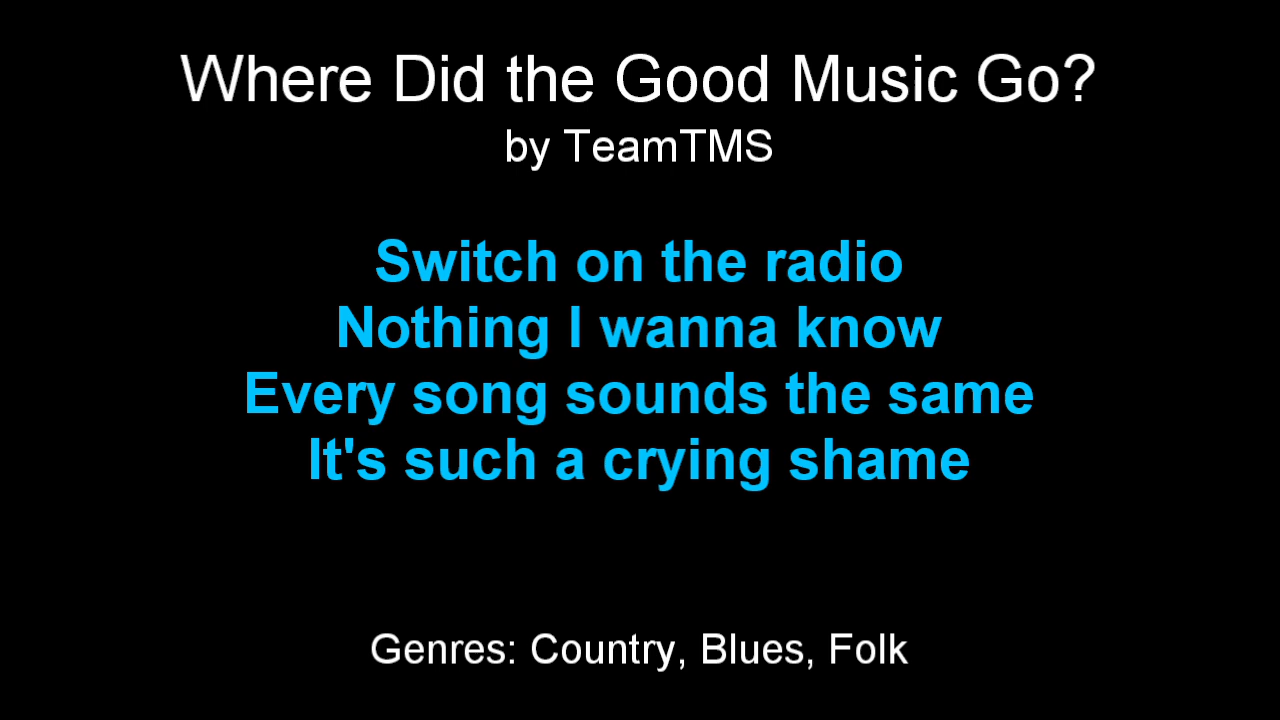 Where Did the Good Music Go?
by TeamTMS
Switch on the radio
Nothing I wanna know
Every song sounds the same
It's such a crying shame
Genres: Country, Blues, Folk